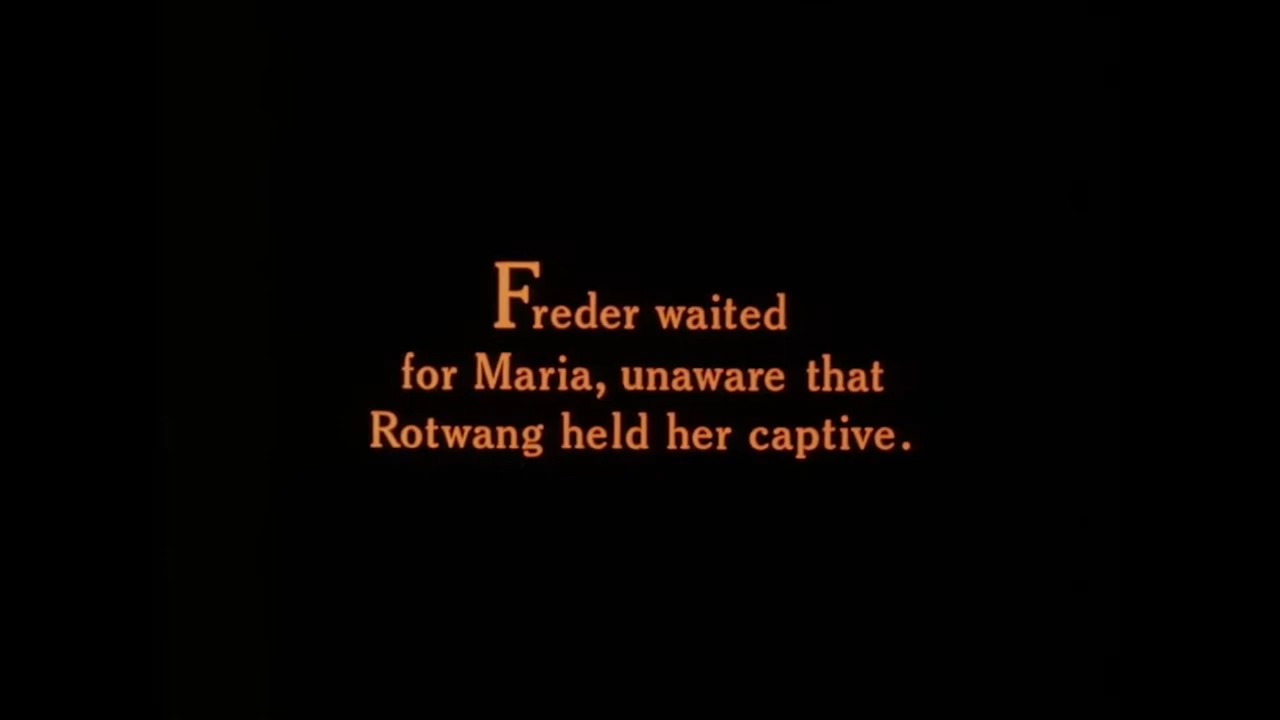 Freder waited
for Maria, unaware that
Rotwang held her captive.